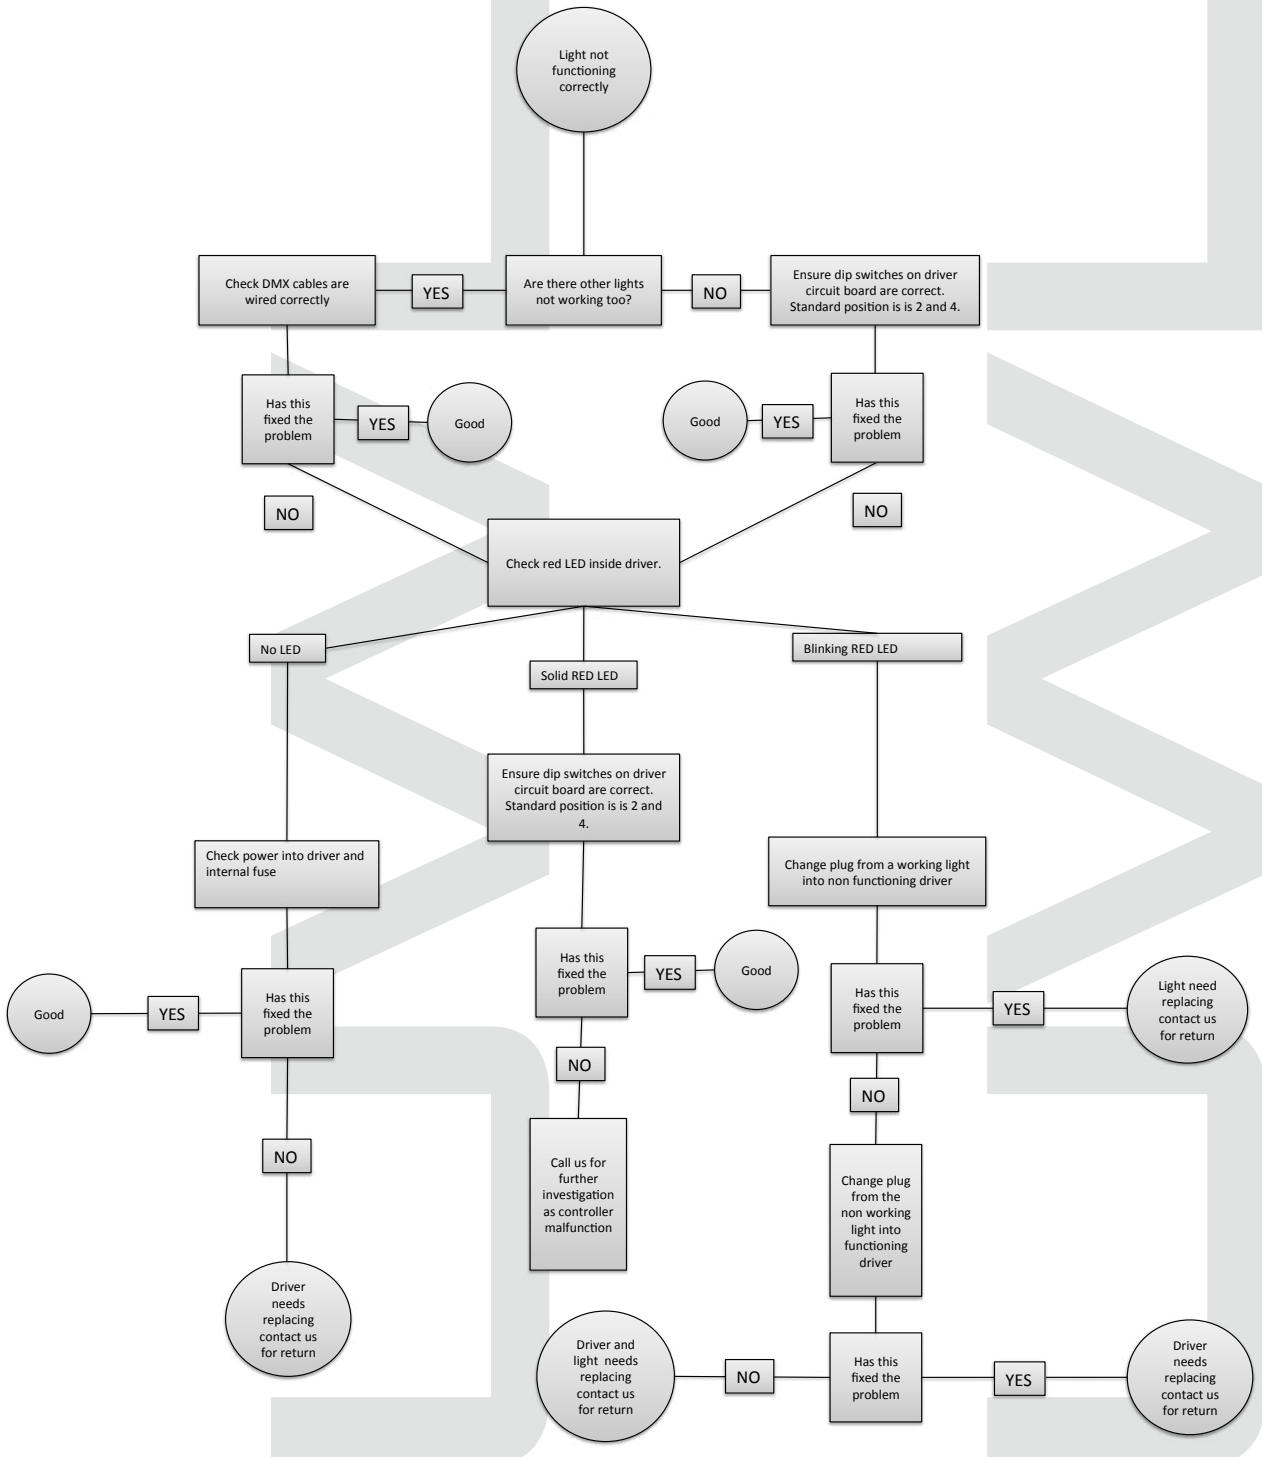 Light not
functioning
correctly
Check DMX cables are
wired correctly
YES
Are there other lights
not working too?
NO
Ensure dip switches on driver
circuit board are correct.
Standard position is is 2 and 4.
Has this
fixed the
problem
YES
Good
Good
YES
Has this
fixed the
problem
NO
NO
Check red LED inside driver.
No LED
Solid RED LED
Blinking RED LED
Ensure dip switches on driver
circuit board are correct.
Standard position is is 2 and
4.
Check power into driver and
internal fuse
Change plug from a working light
into non functioning driver
Has this
fixed the
problem
YES
Good
Good
YES
Has this
fixed the
problem
Has this
fixed the
problem
YES
Light need
replacing
contact us
for return
NO
NO
NO
Call us for
further
investigation
as controller
malfunction
Change plug
from the
non working
light into
functioning
driver
Driver
needs
replacing
contact us
for return
Driver and
light needs
replacing
contact us
for return
NO
Has this
fixed the
problem
YES
Driver
needs
replacing
contact us
for return